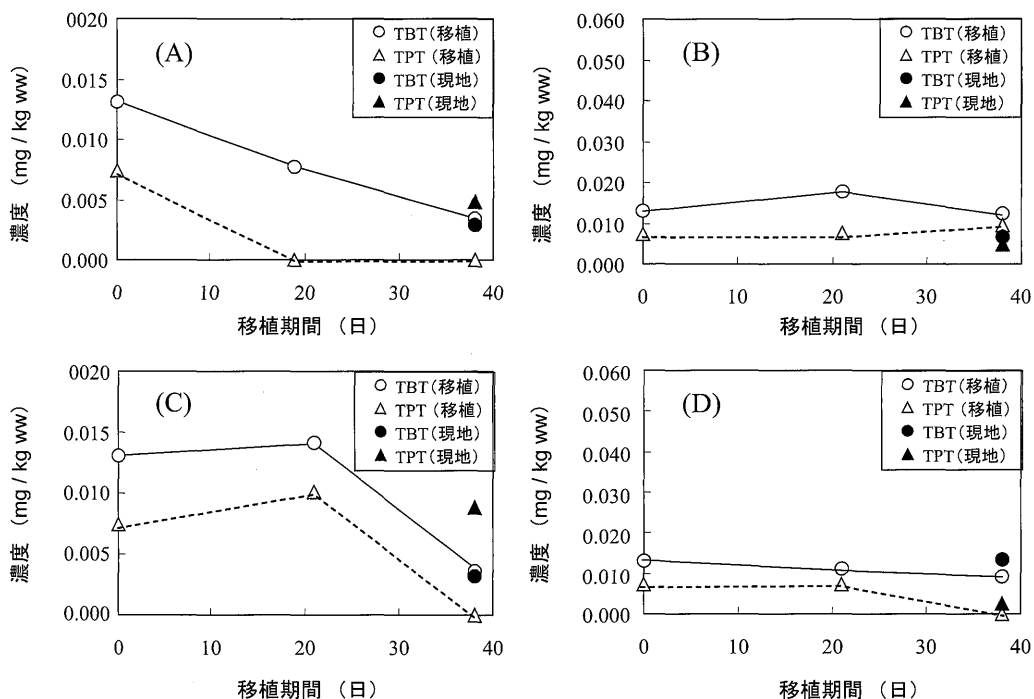 (A)
濃度 (mg / kg ww)
0020
0.015
0.010
0.005
0.000
0 10 20 30 40
移植期間 (日)
○ TBT(移植)
△ TPT (移植)
● TBT(現地)
▲ TPT(現地)
(B)
濃度 (mg / kg ww)
0.060
0.050
0.040
0.030
0.020
0.010
0.000
0 10 20 30 40
移植期間 (日)
○ TBT(移植)
△ TPT (移植)
● TBT(現地)
▲ TPT(現地)
(C)
濃度 (mg / kg ww)
0020
0.015
0.010
0.005
0.000
0 10 20 30 40
移植期間 (日)
○ TBT(移植)
△ TPT (移植)
● TBT(現地)
▲ TPT(現地)
(D)
濃度 (mg / kg ww)
0.060
0.050
0.040
0.030
0.020
0.010
0.000
0 10 20 30 40
移植期間 (日)
○ TBT(移植)
△ TPT (移植)
● TBT(現地)
▲ TPT(現地)